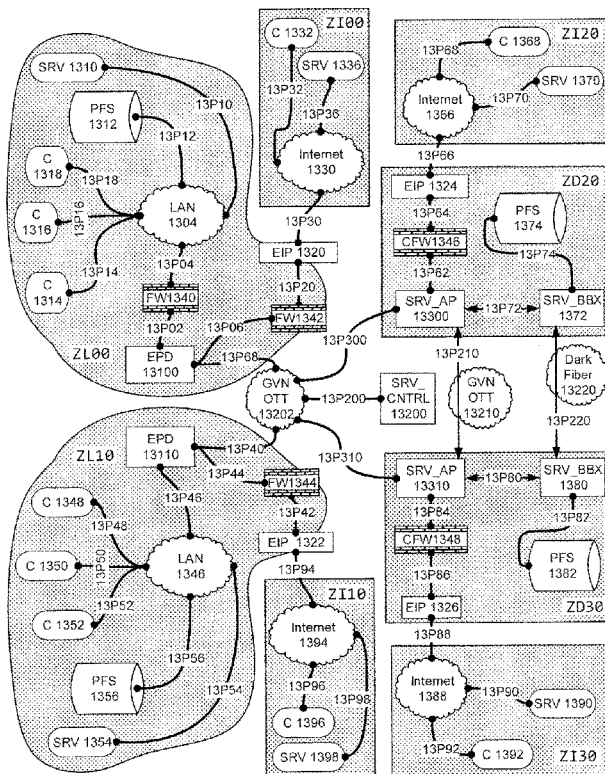 ZI00
C 1332
SRV 1336
13P32
13P36
Internet
1330
13P30
EIP 1320
13P20
FW1342
ZI20
C 1368
13P68
SRV 1370
13P70
Internet
1366
13P66
SRV 1310
13P10
PFS
1312
13P12
C
1318
13P18
C
1316
13P16
C
1314
13P14
LAN
1304
13P04
FW1340
13P02
13P06
EPD
13100
13P68
ZL00
EIP 1324
ZD20
13P64
CFW1346
13P62
PFS
1374
13P74
SRV_AP
13300
13P72
SRV_BBX
1372
13P300
13P210
GVN
OTT
13202
13P200
SRV_
CNTRL
13200
GVN
OTT
13210
Dark
Fiber
13220
13P220
13P310
ZL10
EPD
13110
13P40
13P44
FW1344
13P42
EIP 1322
13P94
13P46
C 1348
13P48
C 1350
13P50
C 1352
13P52
LAN
1346
13P56
PFS
1356
13P54
SRV 1354
ZI10
Internet
1394
13P96
13P98
C 1396
SRV 1398
SRV_AP
13310
13P80
SRV_BBX
1380
13P84
CFW1348
13P82
13P86
PFS
1382
EIP 1326
ZD30
13P88
Internet
1388
13P90
SRV 1390
13P92
C 1392
ZI30